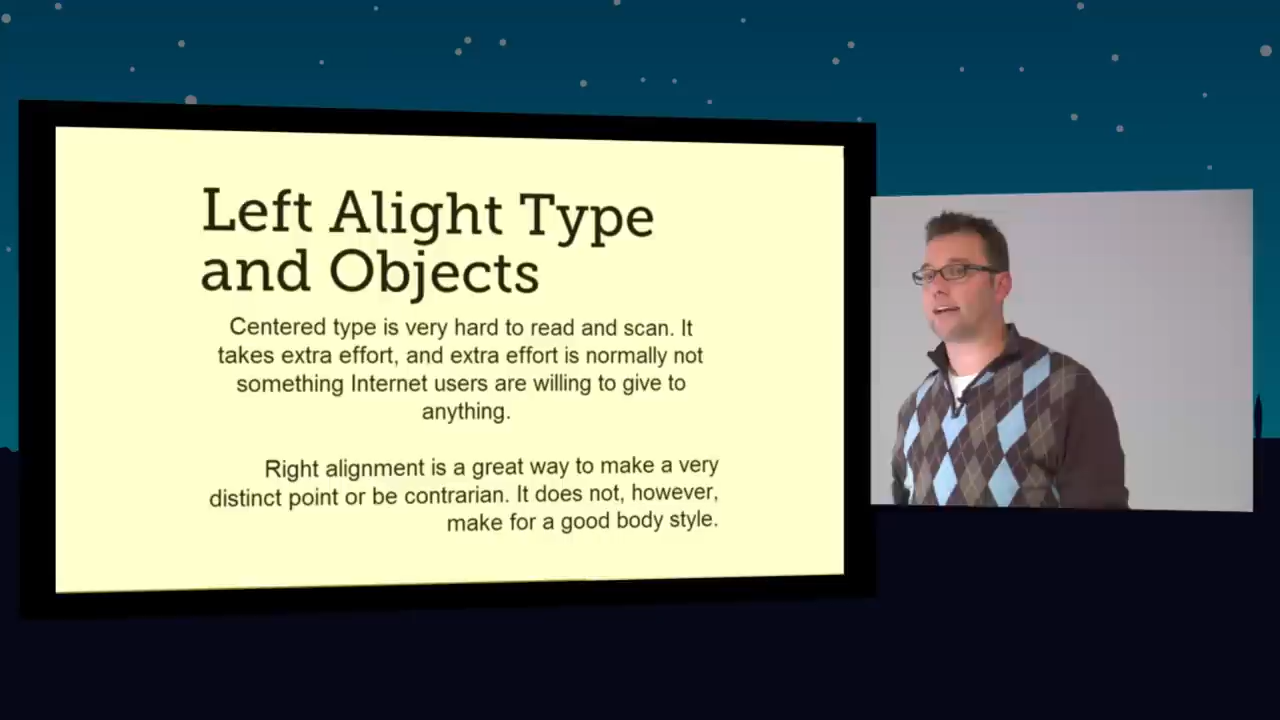 Left Alight Type
and Objects
Centered type is very hard to read and scan. It
takes extra effort, and extra effort is normally not
something Internet users are willing to give to
anything.
Right alignment is a great way to make a very
distinct point or be contrarian. It does not, however,
make for a good body style.